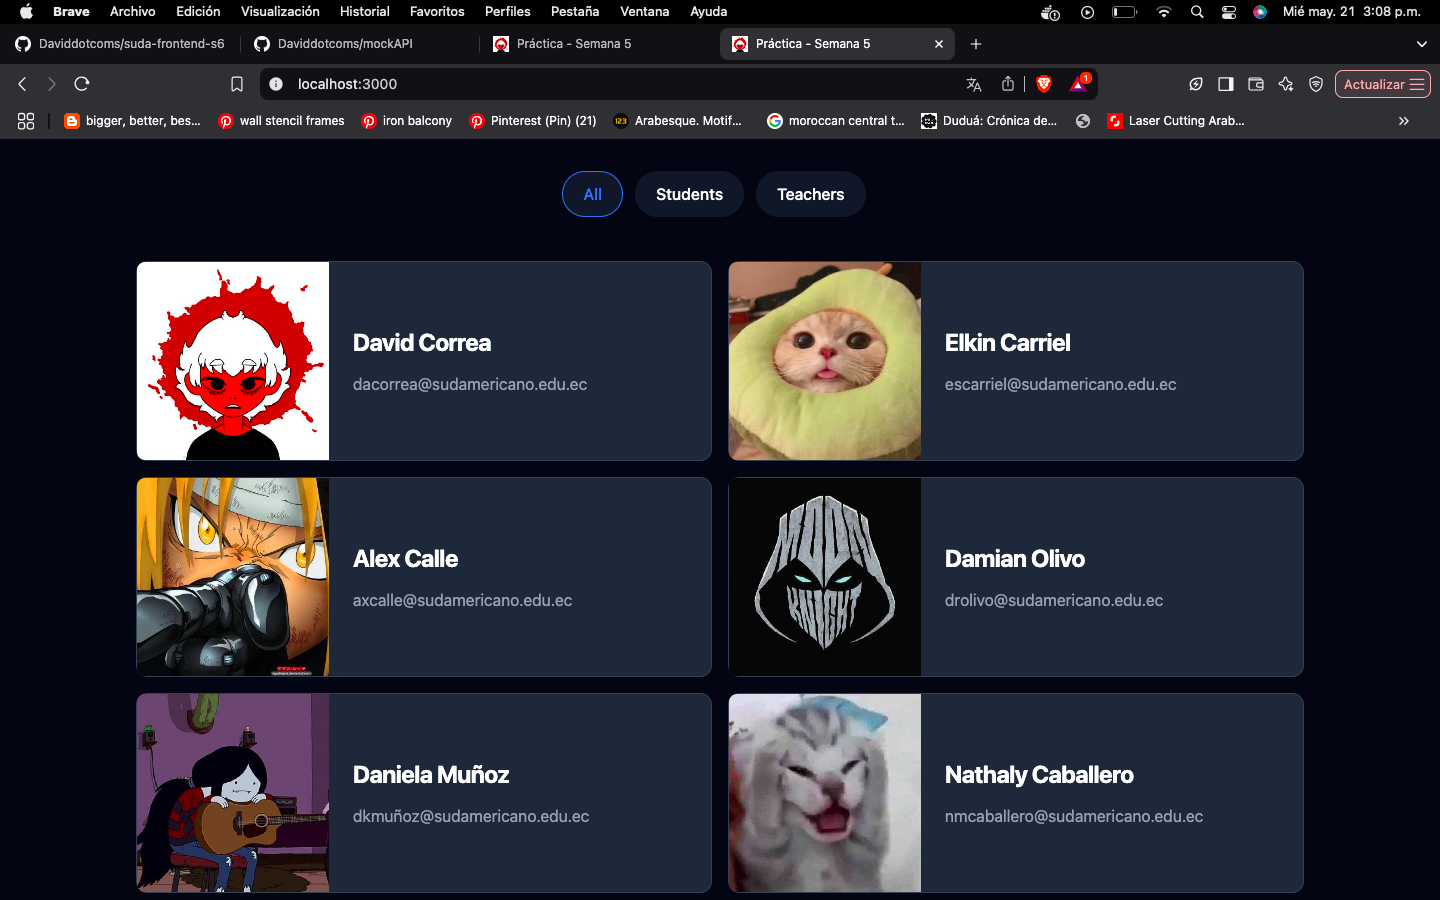 Brave Archivo Edición Visualización Historial Favoritos Perfiles Pestaña Ventana Ayuda Mié may. 21 3:08 p.m.
Daviddotcoms/suda-frontend-s6 Daviddotcoms/mockAPI Práctica - Semana 5 Práctica - Semana 5
localhost:3000 1 Actualizar
bigger, better, bes... wall stencil frames iron balcony Pinterest (Pin) (21) 123 Arabesque. Motif... moroccan central t... Duduá: Crónica de... Laser Cutting Arab...
All Students Teachers
David Correa
dacorrea@sudamericano.edu.ec
Elkin Carriel
escarriel@sudamericano.edu.ec
Alex Calle
axcalle@sudamericano.edu.ec
MOON
KNIGHT
Damian Olivo
drolivo@sudamericano.edu.ec
Daniela Muñoz
dkmuñoz@sudamericano.edu.ec
Nathaly Caballero
nmcaballero@sudamericano.edu.ec